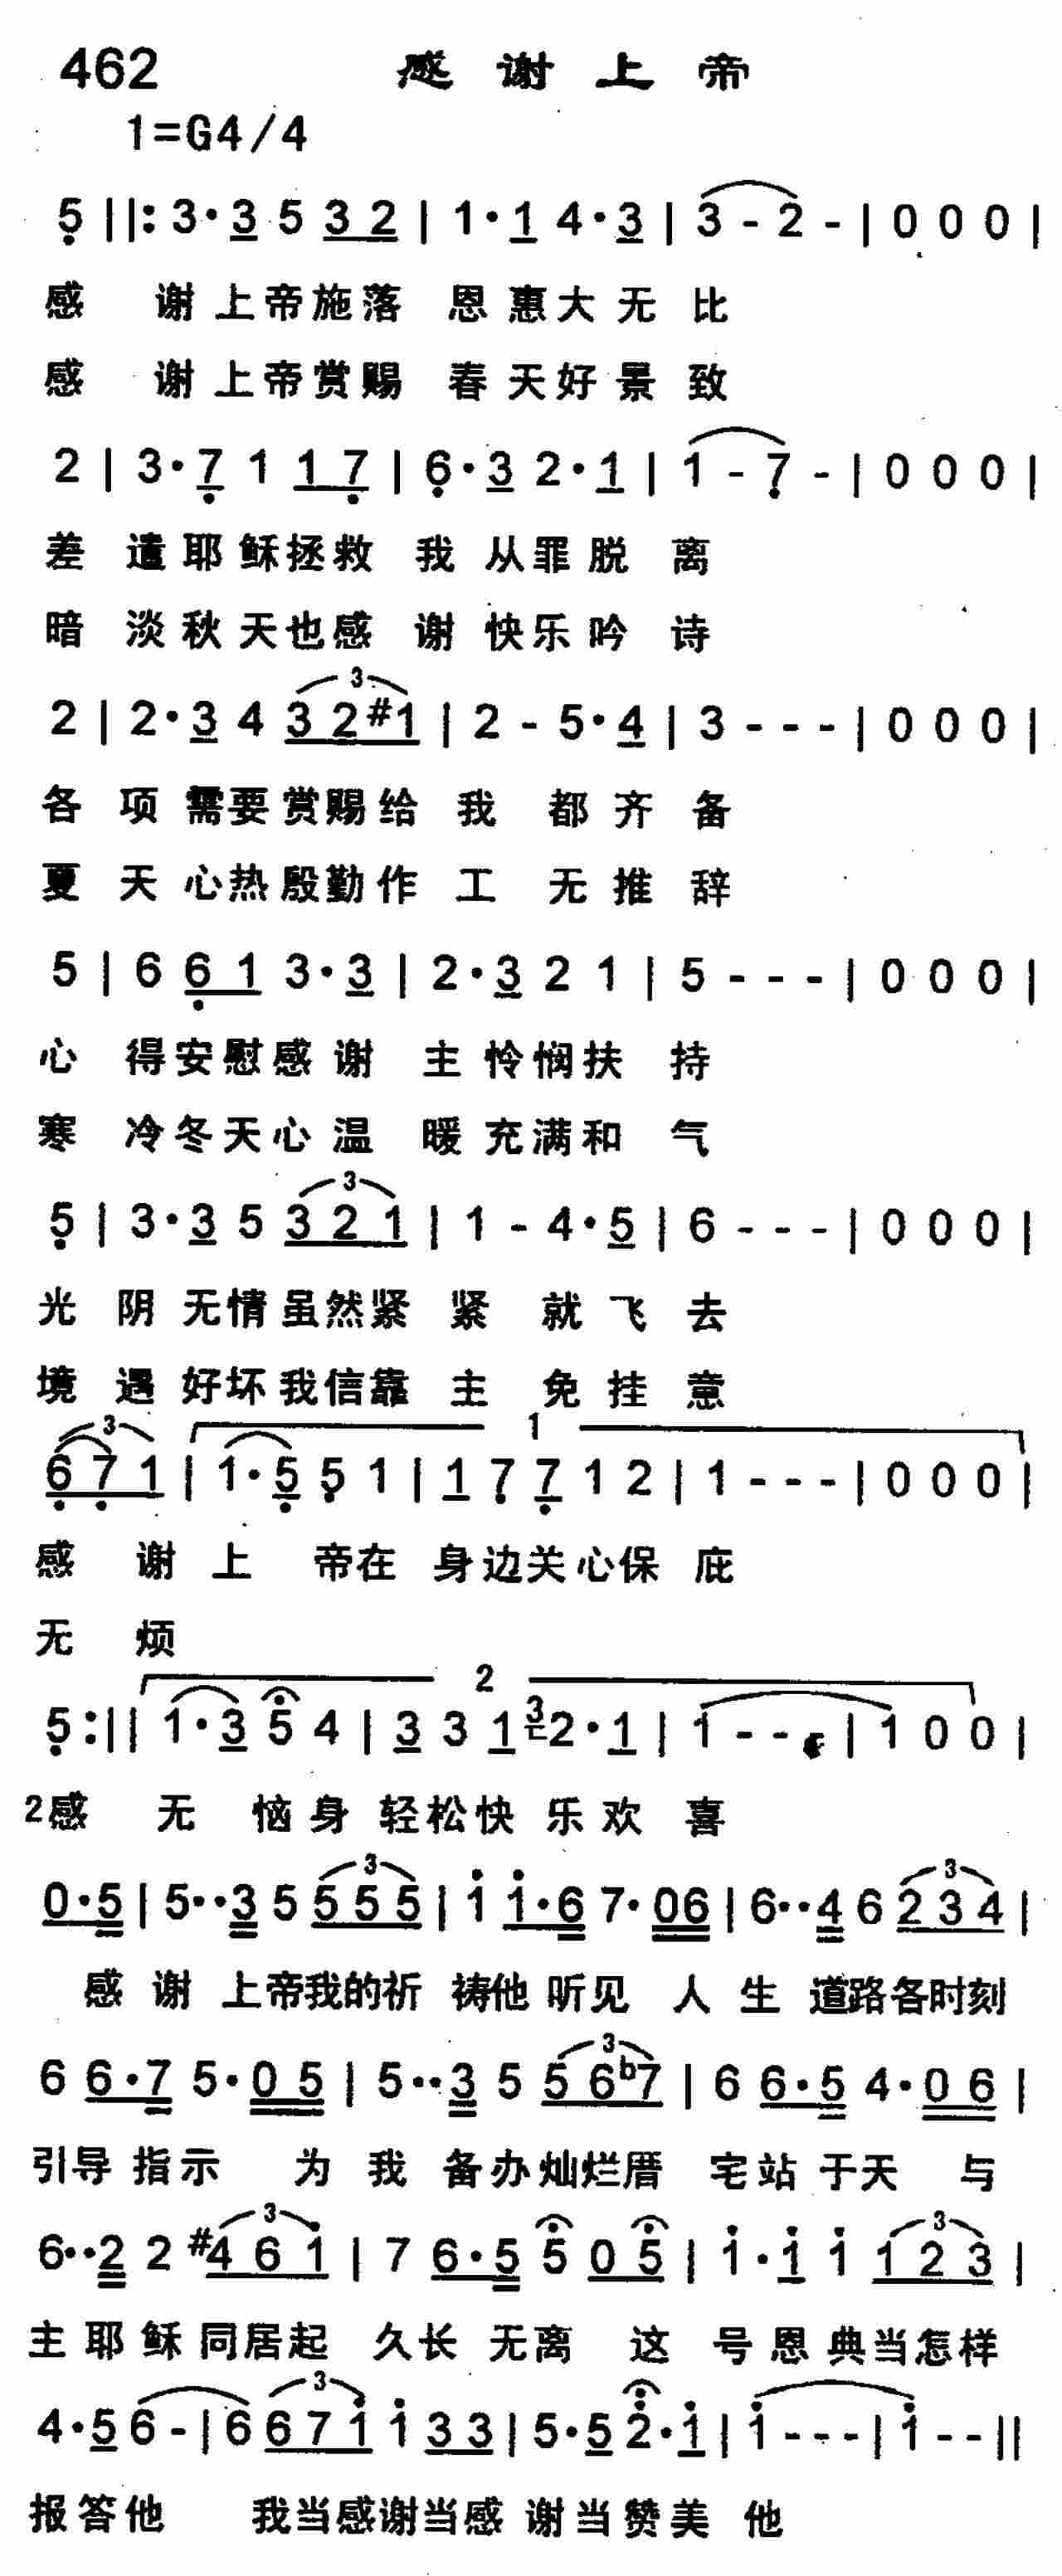 462 感谢上帝
1=G4/4
5 ||: 3·3 5 3 2 | 1·1 4·3 | 3 - 2 - | 0 0 0 |
感 谢上帝施落 恩惠大无 比
感 谢上帝赏赐 春天好景 致
2 | 3·7 1 1 7 | 6·3 2·1 | 1 - 7 - | 0 0 0 |
差 遣耶稣拯救 我从罪脱 离
暗 淡秋天也感 谢快乐吟 诗
3
2 | 2·3 4 3 2 #1 | 2 - 5·4 | 3 - - - | 0 0 0 |
各 项需要赏赐给 我 都齐 备
夏 天心热殷勤作 工 无推 辞
5 | 6 6 1 3·3 | 2·3 2 1 | 5 - - - | 0 0 0 |
心 得安慰感谢 主怜悯扶 持
寒 冷冬天心温 暖充满和 气
3
5 | 3·3 5 3 2 1 | 1 - 4·5 | 6 - - - | 0 0 0 |
光 阴无情虽然紧 紧 就飞 去
境 遇好坏我信靠 主 免挂 意
3 1
6 7 1 | 1·5 5 1 | 1 7 7 1 2 | 1 - - - | 0 0 0 |
感 谢上 帝在 身边关心保 庇
无 烦
2
5 :|| 1·3 5 4 | 3 3 1 3 2·1 | 1 - - | 1 0 0 |
2感 无 恼身 轻松快 乐欢 喜
3 3
0·5 | 5··3 5 5 5 5 | 1 1·6 7·0 6 | 6··4 6 2 3 4 |
感 谢 上帝我的祈 祷他 听见 人 生 道路各时刻
3
6 6·7 5·0 5 | 5··3 5 5 6 b7 | 6 6·5 4·0 6 |
引导 指示 为 我 备办灿烂厝 宅站 于天 与
3
6··2 2 #4 6 1 | 7 6·5 5 0 5 | 1·1 1 1 2 3 |
主 耶 稣 同居起 久长 无离 这 号恩 典当怎样
3
4·5 6 - | 6 6 7 1 1 3 3 | 5·5 2·1 | 1 - - - | 1 - - ||
报答他 我当感谢当感 谢当赞美 他